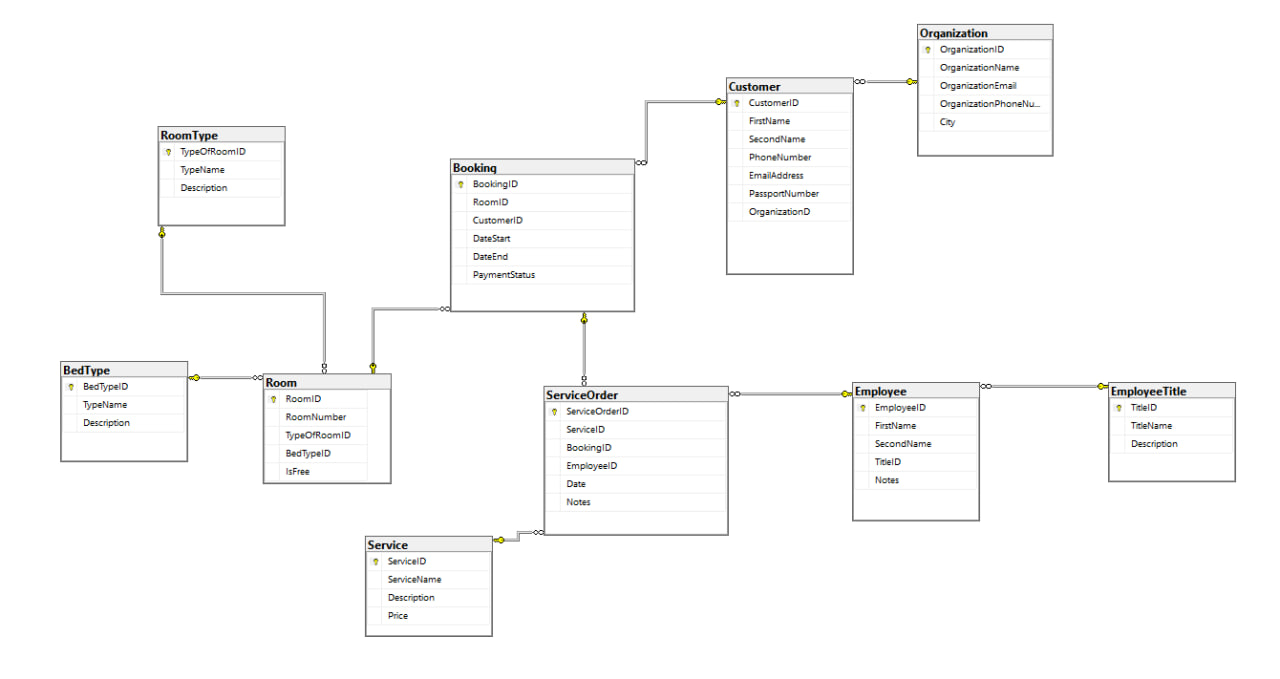 Organization
OrganizationID
OrganizationName
OrganizationEmail
OrganizationPhoneNu...
City
Customer
CustomerID
FirstName
SecondName
PhoneNumber
EmailAddress
PassportNumber
OrganizationD
RoomType
TypeOfRoomID
TypeName
Description
Booking
BookingID
RoomID
CustomerID
DateStart
DateEnd
PaymentStatus
BedType
BedTypeID
TypeName
Description
Room
RoomID
RoomNumber
TypeOfRoomID
BedTypeID
IsFree
ServiceOrder
ServiceOrderID
ServiceID
BookingID
EmployeeID
Date
Notes
Employee
EmployeeID
FirstName
SecondName
TitleID
Notes
EmployeeTitle
TitleID
TitleName
Description
Service
ServiceID
ServiceName
Description
Price